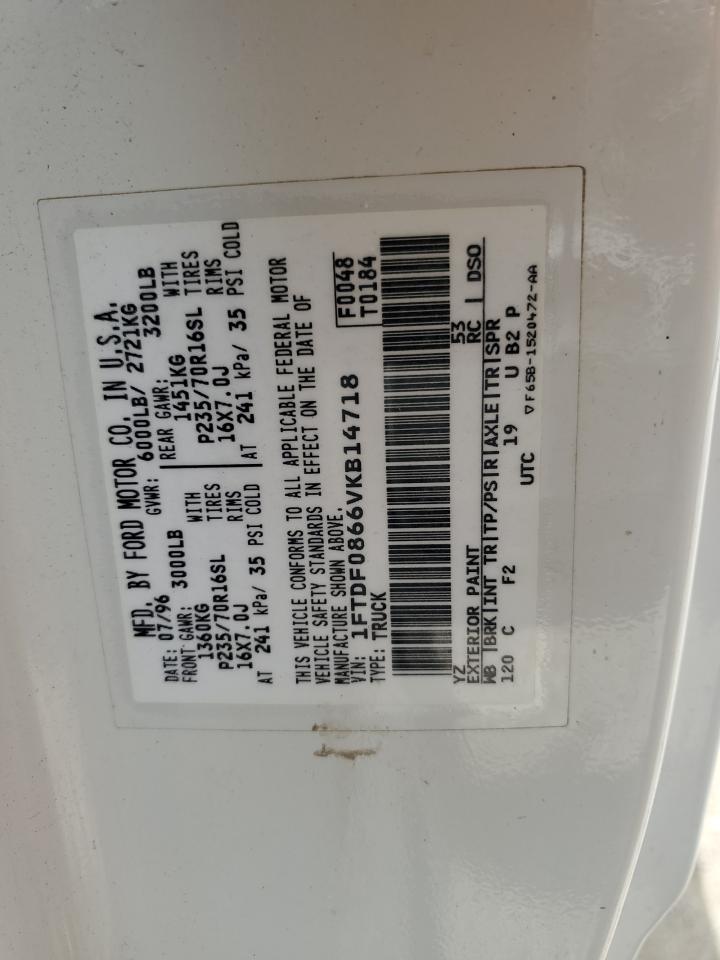 MFD. BY FORD MOTOR CO. IN U.S.A.
DATE: 07/96 GVWR: 6000LB/ 2721KG
FRONT GAWR: 3000LB REAR GAWR: 3200LB
1360KG WITH 1451KG WITH
P235/70R16SL TIRES P235/70R16SL TIRES
16X7.0J RIMS 16X7.0J RIMS
AT 241 kPa/ 35 PSI COLD AT 241 kPa/ 35 PSI COLD
THIS VEHICLE CONFORMS TO ALL APPLICABLE FEDERAL MOTOR
VEHICLE SAFETY STANDARDS IN EFFECT ON THE DATE OF
MANUFACTURE SHOWN ABOVE.
VIN: 1FTDF0866VKB14718 F0048
TYPE: TRUCK T0184
YZ 53
EXTERIOR PAINT RC DSO
WB BRK INT TR TP/PS R AXLE TR SPR
120 C F2 19 U B2 P
UTC ▽ F65B-1520472-AA